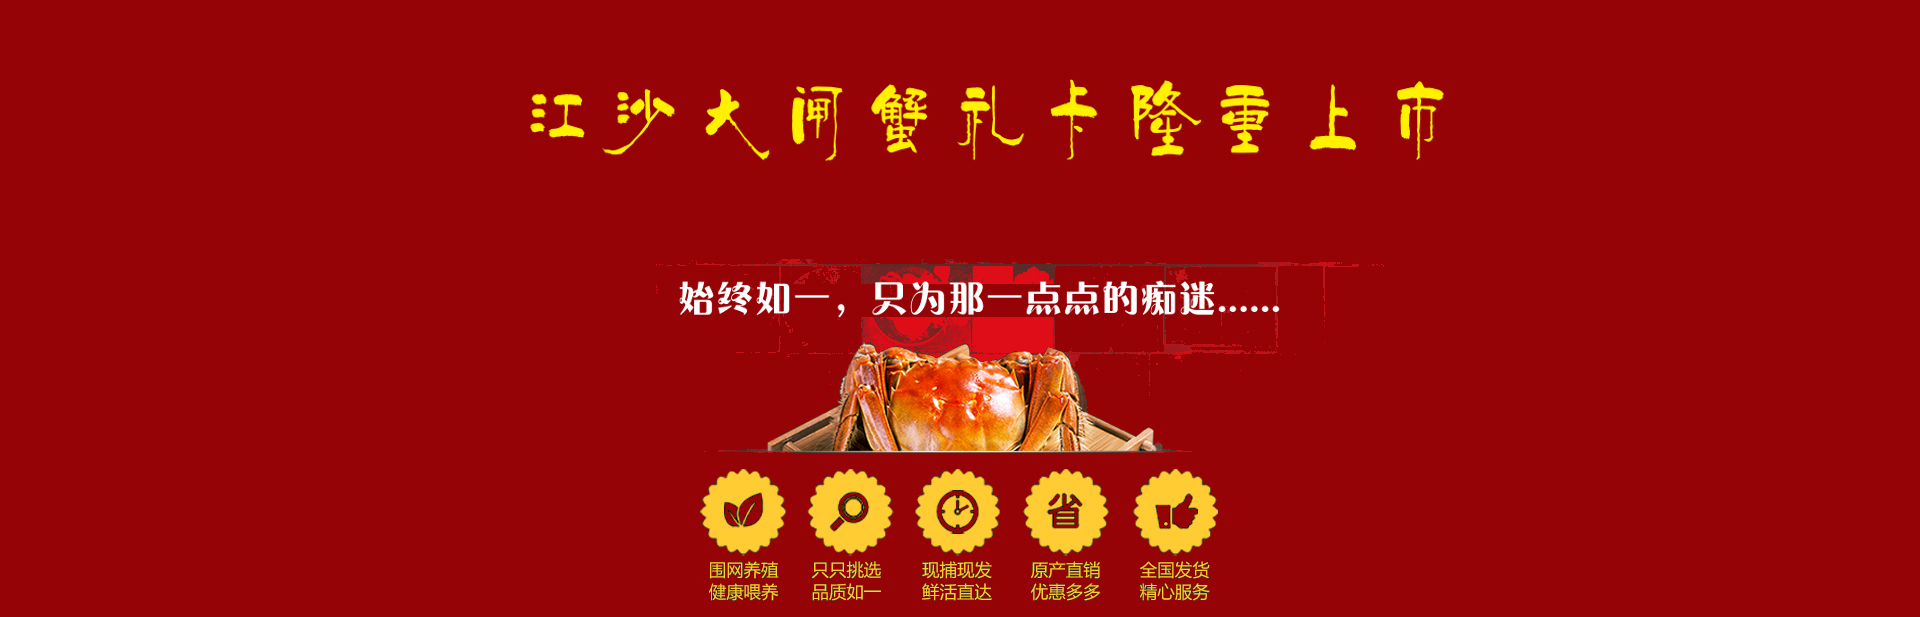 江沙大闸蟹礼卡隆重上市
始终如一，只为那一点点的痴迷......
省
围网养殖
健康喂养
只只挑选
品质如一
现捕现发
鲜活直达
原产直销
优惠多多
全国发货
精心服务